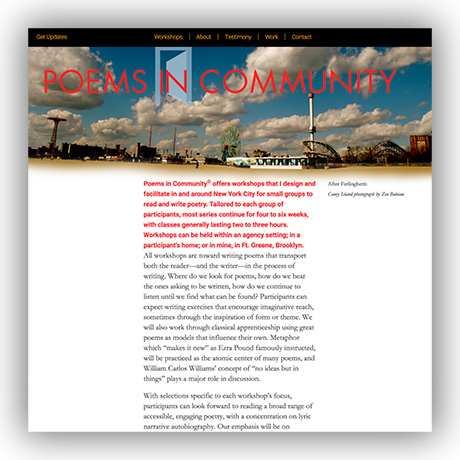 Get Updates
Workshops | About | Testimony | Work | Contact
POEMS IN COMMUNITY
Poems in Community© offers workshops that I design and
facilitate in and around New York City for small groups to
read and write poetry. Tailored to each group of
participants, most series continue for four to six weeks,
with classes generally lasting two to three hours.
Workshops can be held within an agency setting; in a
participant's home; or in mine, in Ft. Greene, Brooklyn.
All workshops are toward writing poems that transport
both the reader—and the writer—in the process of
writing. Where do we look for poems, how do we hear
the ones asking to be written, how do we continue to
listen until we find what can be found? Participants can
expect writing exercises that encourage imaginative reach,
sometimes through the inspiration of form or theme. We
will also work through classical apprenticeship using great
poems as models that influence their own. Metaphor
which "makes it new" as Ezra Pound famously instructed,
will be practiced as the atomic center of many poems, and
William Carlos Williams' concept of "no ideas but in
things" plays a major role in discussion.
With selections specific to each workshop's focus,
participants can look forward to reading a broad range of
accessible, engaging poetry, with a concentration on lyric
narrative autobiography. Our emphasis will be on
After Ferlinghetti:
Coney Island photograph by Zoe Rabian.